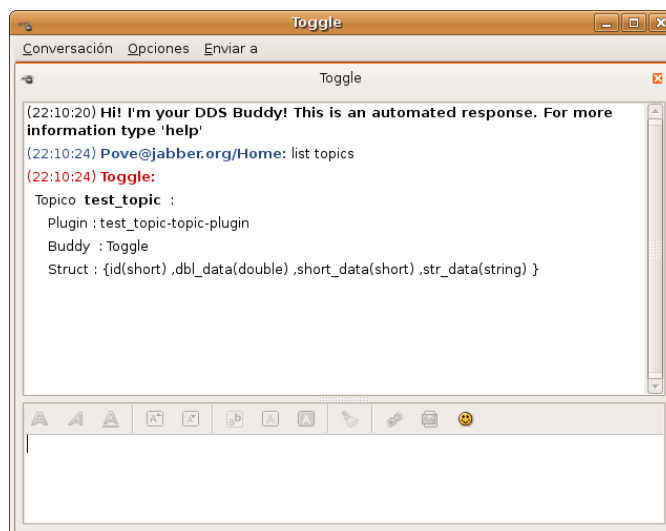 Toggle
Conversación Opciones Enviar a
Toggle
(22:10:20) Hi! I'm your DDS Buddy! This is an automated response. For more
information type 'help'
(22:10:24) Pove@jabber.org/Home: list topics
(22:10:24) Toggle:
Topico test_topic :
Plugin : test_topic-topic-plugin
Buddy : Toggle
Struct : {id(short) ,dbl_data(double) ,short_data(short) ,str_data(string) }